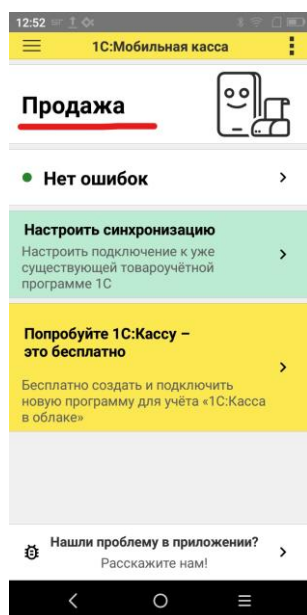 12:52
1С:Мобильная касса
Продажа
Нет ошибок
Настроить синхронизацию
Настроить подключение к уже
существующей товароучётной
программе 1С
Попробуйте 1С:Кассу –
это бесплатно
Бесплатно создать и подключить
новую программу для учёта «1С:Касса
в облаке»
Нашли проблему в приложении?
Расскажите нам!